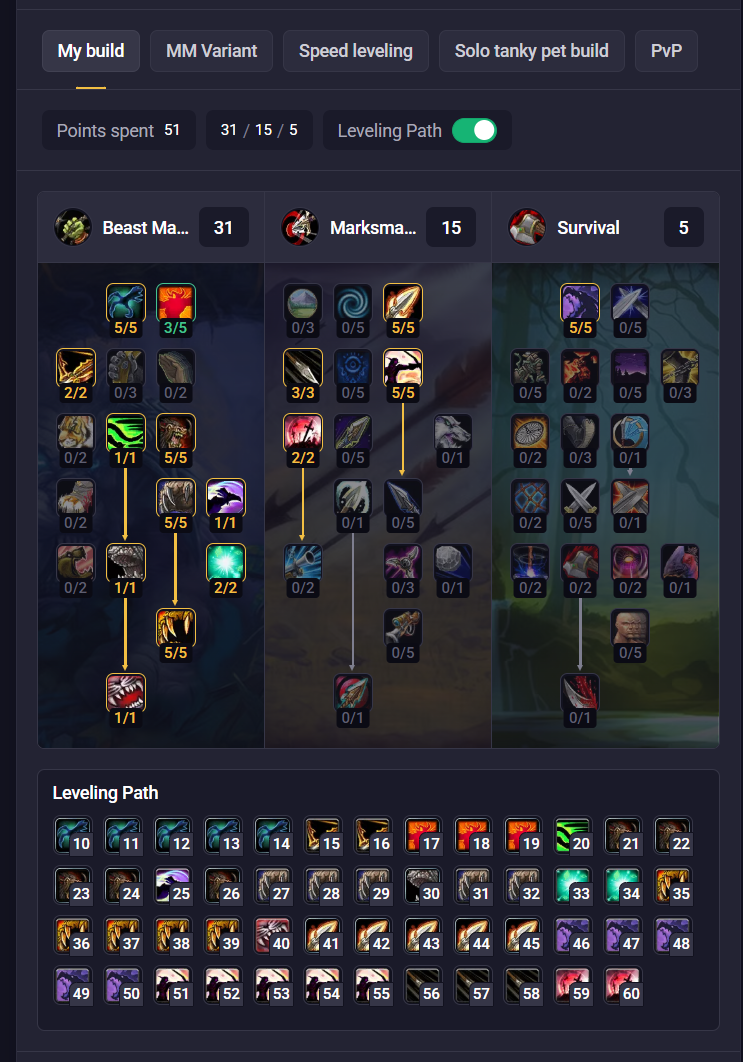 My build MM Variant Speed leveling Solo tanky pet build PvP
Points spent 51 31 / 15 / 5 Leveling Path
Beast Ma... 31 Marksma... 15 Survival 5
5/5 3/5 0/3 0/5 5/5 5/5 0/5
2/2 0/3 0/2 3/3 0/5 5/5 0/5 0/2 0/5 0/3
0/2 1/1 5/5 2/2 0/5 0/1 0/2 0/3 0/1
0/2 5/5 1/1 0/1 0/5 0/2 0/5 0/1
0/2 1/1 2/2 0/2 0/3 0/1 0/2 0/2 0/2 0/1
5/5 0/5 0/5
1/1 0/1 0/1
Leveling Path
10 11 12 13 14 15 16 17 18 19 20 21 22
23 24 25 26 27 28 29 30 31 32 33 34 35
36 37 38 39 40 41 42 43 44 45 46 47 48
49 50 51 52 53 54 55 56 57 58 59 60